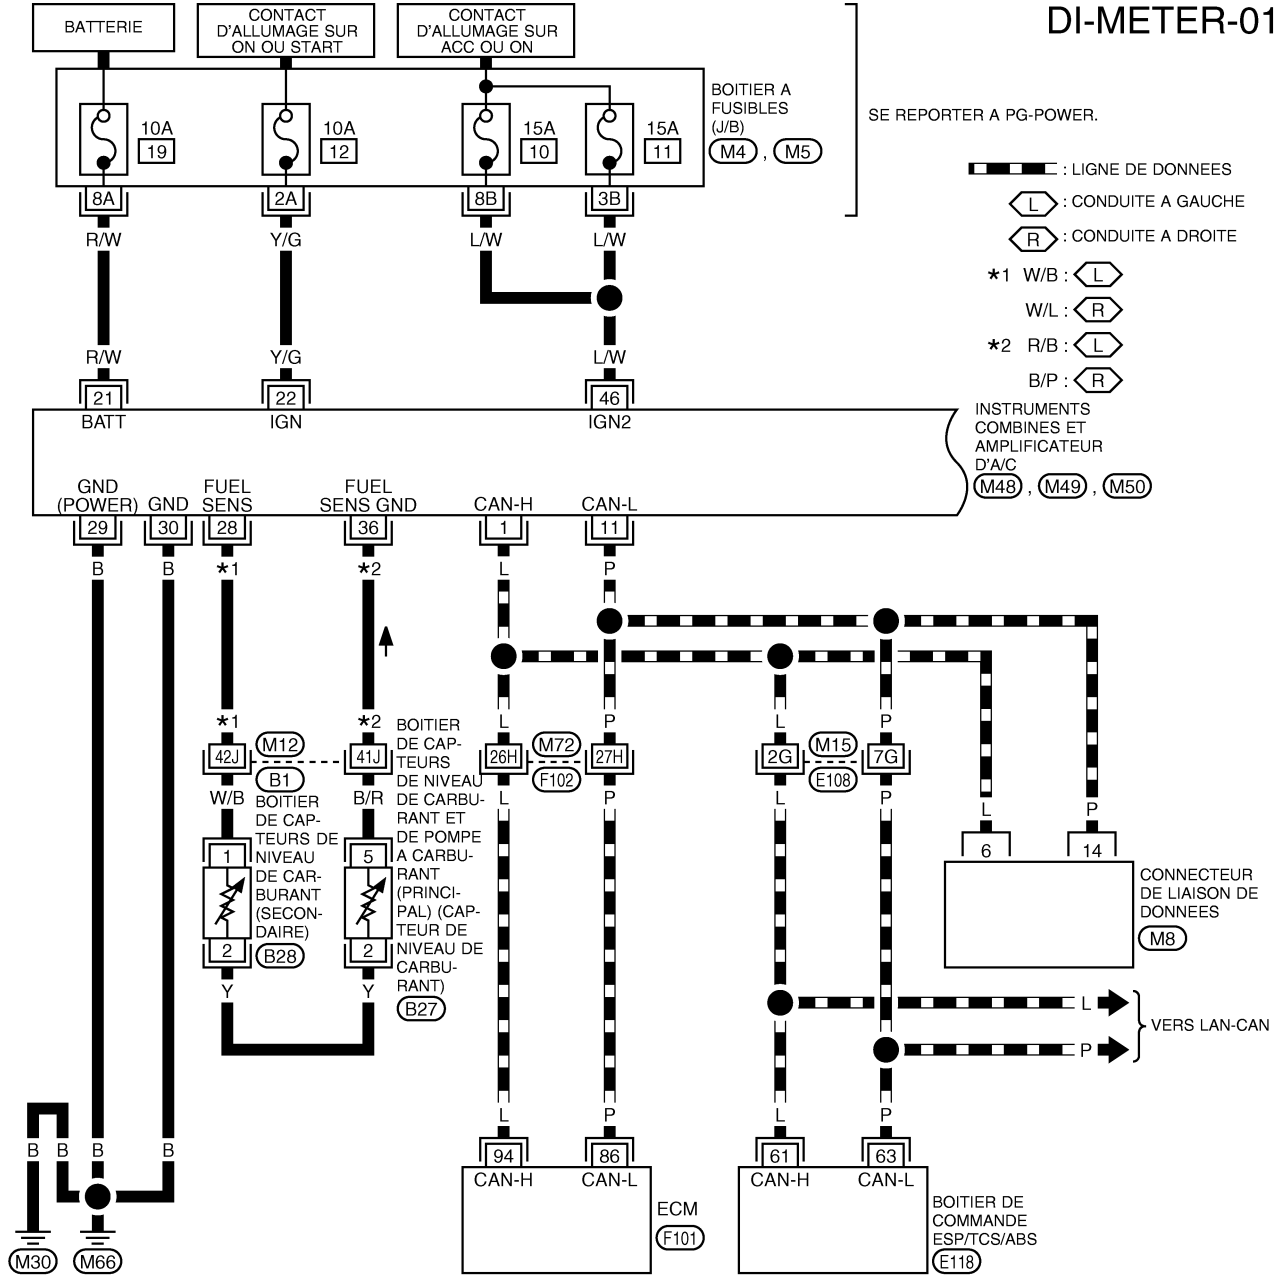 DI-METER-01
BATTERIE
CONTACT
D'ALLUMAGE SUR
ON OU START
CONTACT
D'ALLUMAGE SUR
ACC OU ON
BOITIER A
FUSIBLES
(J/B)
M4 , M5
SE REPORTER A PG-POWER.
10A
19
10A
12
15A
10
15A
11
8A
2A
8B
3B
R/W
Y/G
L/W
L/W
: LIGNE DE DONNEES
L : CONDUITE A GAUCHE
R : CONDUITE A DROITE
*1 W/B : L
W/L : R
*2 R/B : L
B/P : R
R/W
Y/G
L/W
21
22
46
BATT
IGN
IGN2
INSTRUMENTS
COMBINES ET
AMPLIFICATEUR
D'A/C
M48 , M49 , M50
GND
(POWER)
GND
FUEL
SENS
FUEL
SENS GND
CAN-H
CAN-L
29
30
28
36
1
11
B
B
*1
*2
L
P
*1
*2
L
P
L
P
42J
M12
B1
41J
26H
M72
F102
27H
2G
M15
E108
7G
W/B
B/R
L
P
L
P
BOITIER
DE CAP-
TEURS DE
NIVEAU
DE CAR-
BURANT
(SECON-
DAIRE)
B28
BOITIER
DE CAP-
TEURS
DE NIVEAU
DE CARBU-
RANT ET
DE POMPE
A CARBU-
RANT
(PRINCI-
PAL) (CAP-
TEUR DE
NIVEAU DE
CARBU-
RANT)
B27
1
5
2
2
Y
Y
L
P
6
14
CONNECTEUR
DE LIAISON DE
DONNEES
M8
L
P
VERS LAN-CAN
L
P
L
P
B
B
B
B
94
86
61
63
CAN-H
CAN-L
CAN-H
CAN-L
ECM
F101
BOITIER DE
COMMANDE
ESP/TCS/ABS
E118
M30
M66